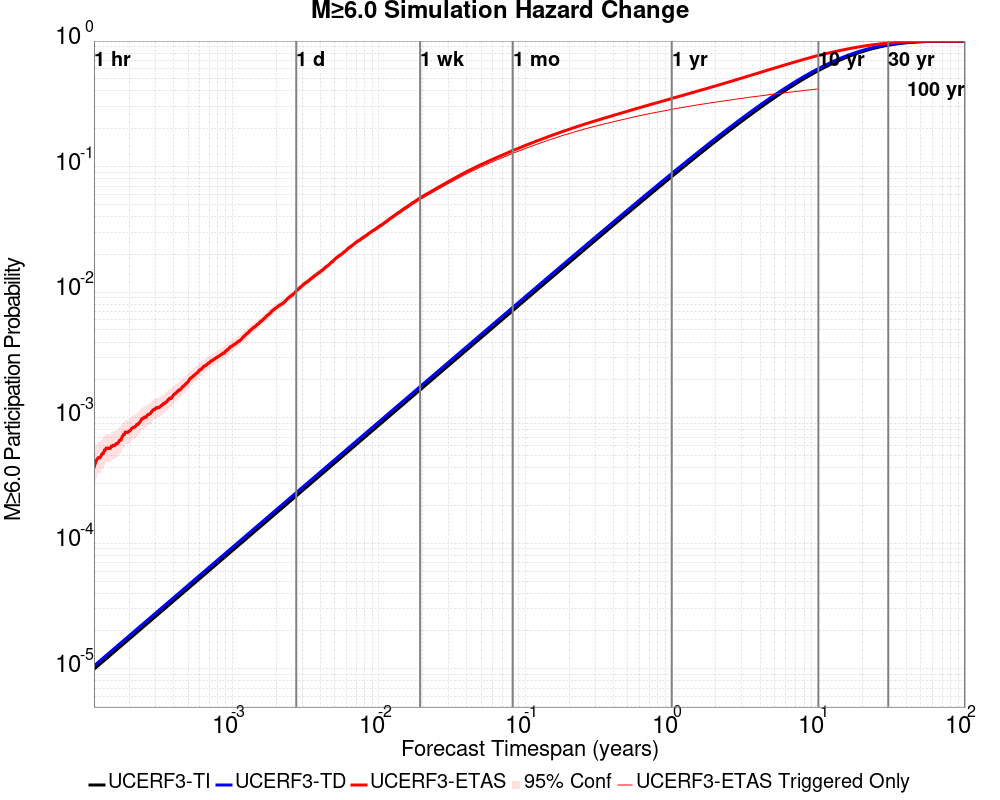 M≥6.0 Simulation Hazard Change
1 hr 1 d 1 wk 1 mo 1 yr 10 yr 30 yr
100 yr
10^0
10^-1
10^-2
10^-3
10^-4
10^-5
M≥6.0 Participation Probability
10^-3 10^-2 10^-1 10^0 10^1 10^2
Forecast Timespan (years)
UCERF3-TI UCERF3-TD UCERF3-ETAS 95% Conf UCERF3-ETAS Triggered Only